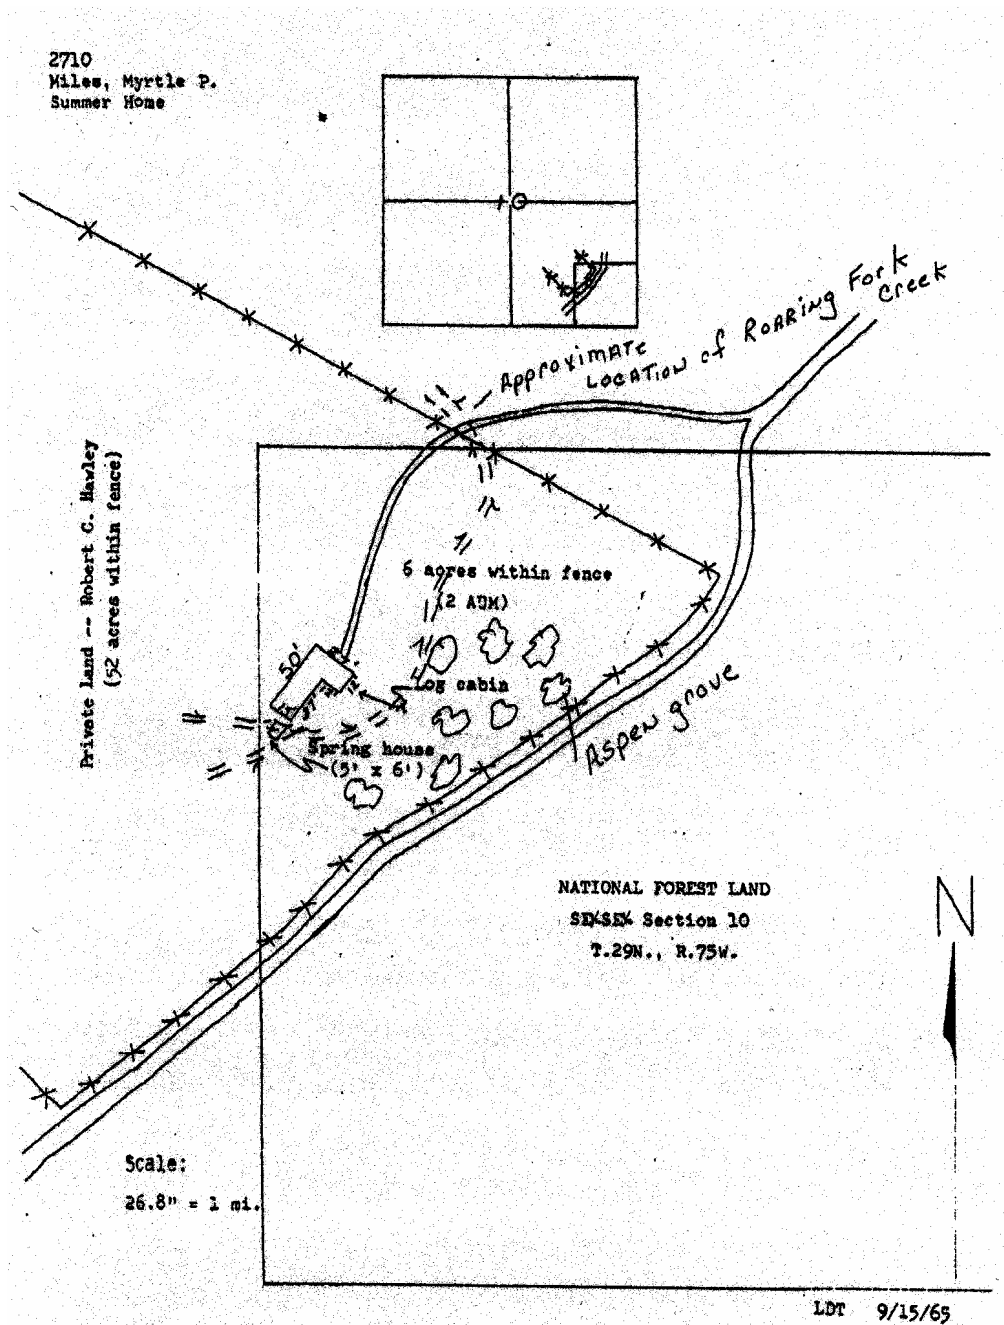 2710
Miles, Myrtle P.
Summer Home
10
Approximate
Location of Roaring Fork
Creek
Private Land -- Robert C. Hawley
(52 acres within fence)
6 acres within fence
(2 AUM)
50'
Log cabin
Spring house
(5' x 6')
Aspen grove
NATIONAL FOREST LAND
SE¼SE¼ Section 10
T.29N., R.75W.
N
Scale:
26.8" = 1 mi.
LDT 9/15/65